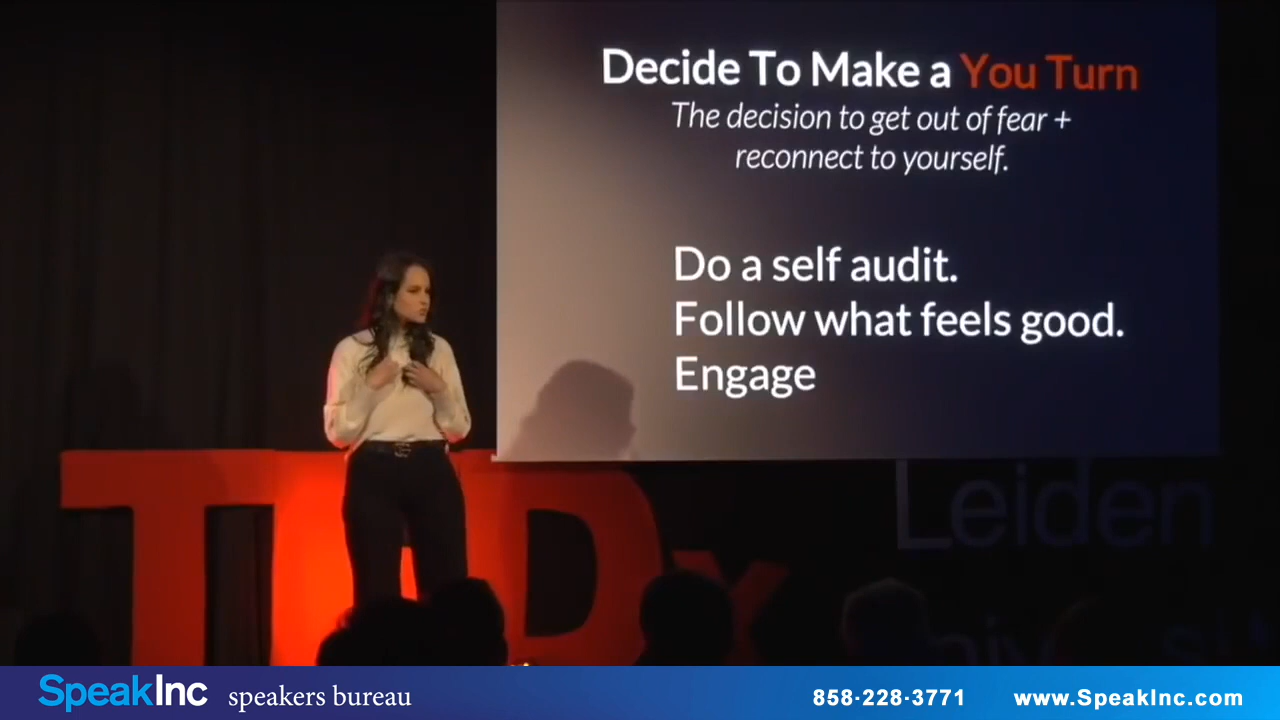 Decide To Make a You Turn
The decision to get out of fear +
reconnect to yourself.
Do a self audit.
Follow what feels good.
Engage
TEDx
Leiden
SpeakInc speakers bureau
858-228-3771 www.SpeakInc.com